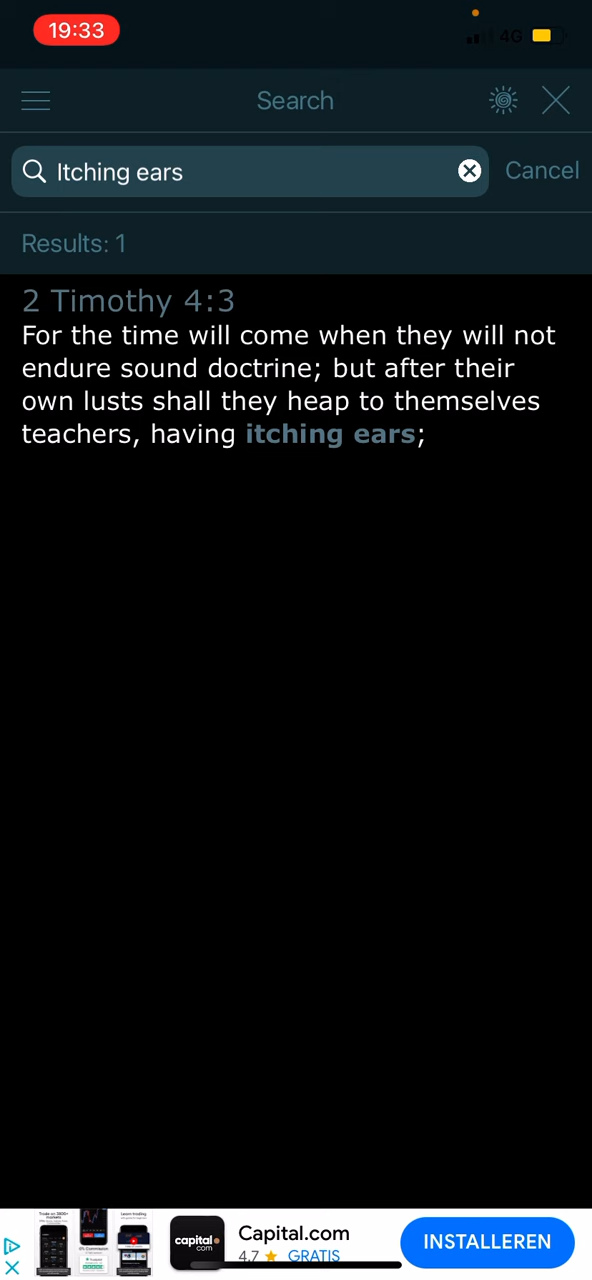 19:33
4G
Search
Itching ears
Cancel
Results: 1
2 Timothy 4:3
For the time will come when they will not
endure sound doctrine; but after their
own lusts shall they heap to themselves
teachers, having itching ears;
capital
com
Capital.com
4.7 ★ GRATIS
INSTALLEREN